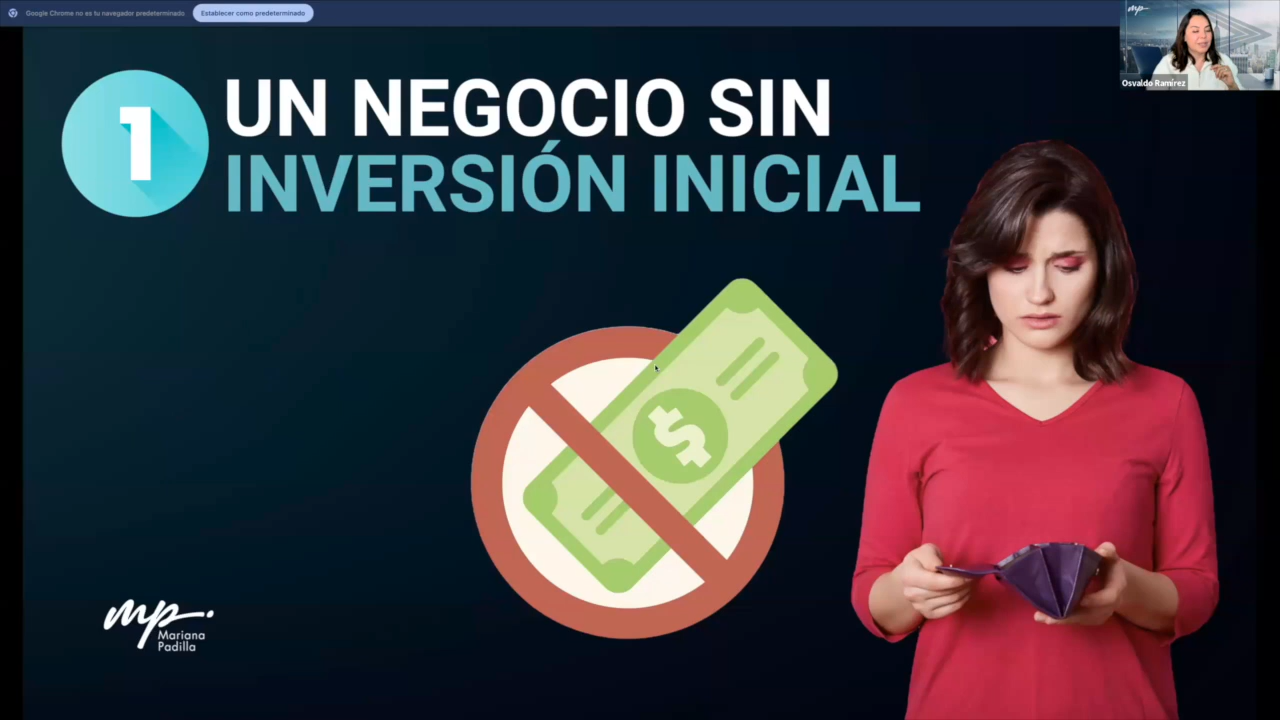 Google Chrome no es tu navegador predeterminado
Establecer como predeterminado
mp
Osvaldo Ramírez
1
UN NEGOCIO SIN
INVERSIÓN INICIAL
$
mp.
Mariana
Padilla